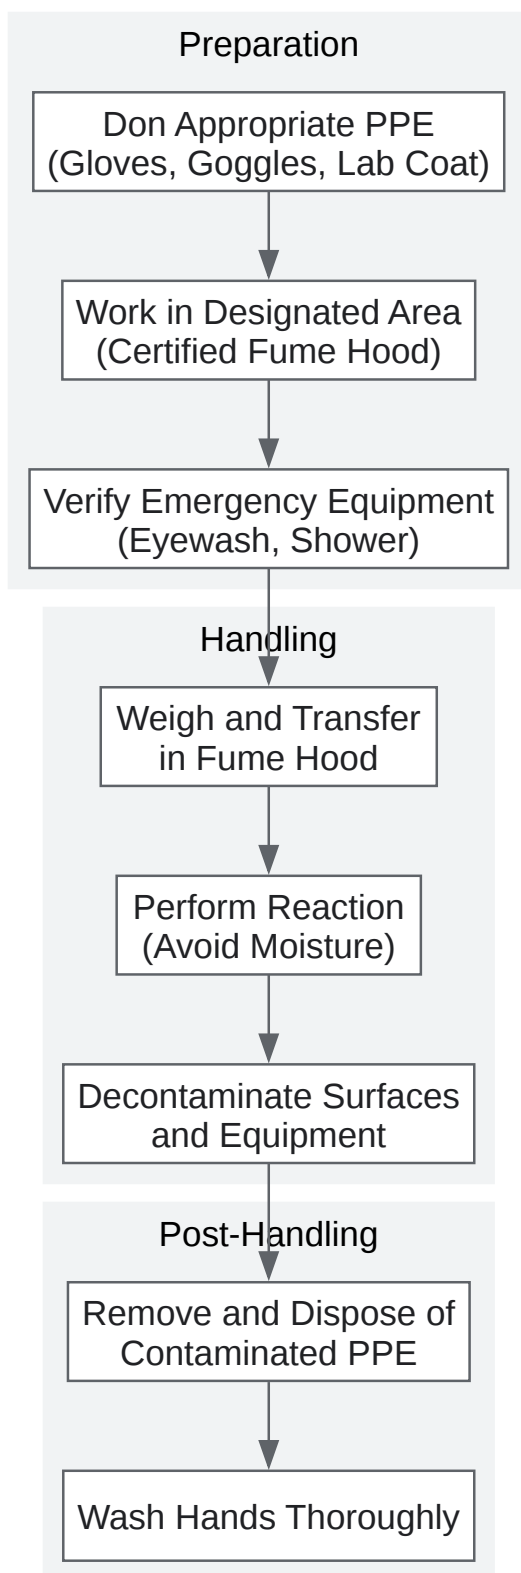 Preparation
Don Appropriate PPE
(Gloves, Goggles, Lab Coat)
Work in Designated Area
(Certified Fume Hood)
Verify Emergency Equipment
(Eyewash, Shower)
Handling
Weigh and Transfer
in Fume Hood
Perform Reaction
(Avoid Moisture)
Decontaminate Surfaces
and Equipment
Post-Handling
Remove and Dispose of
Contaminated PPE
Wash Hands Thoroughly